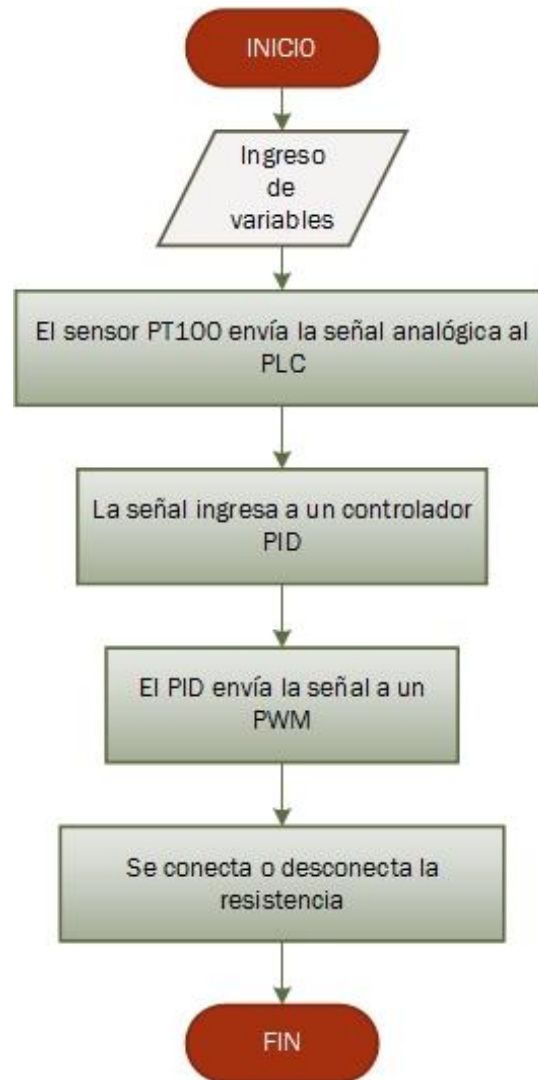 INICIO
Ingreso
de
variables
El sensor PT100 envía la señal analógica al
PLC
La señal ingresa a un controlador
PID
El PID envía la señal a un
PWM
Se conecta o desconecta la
resistencia
FIN